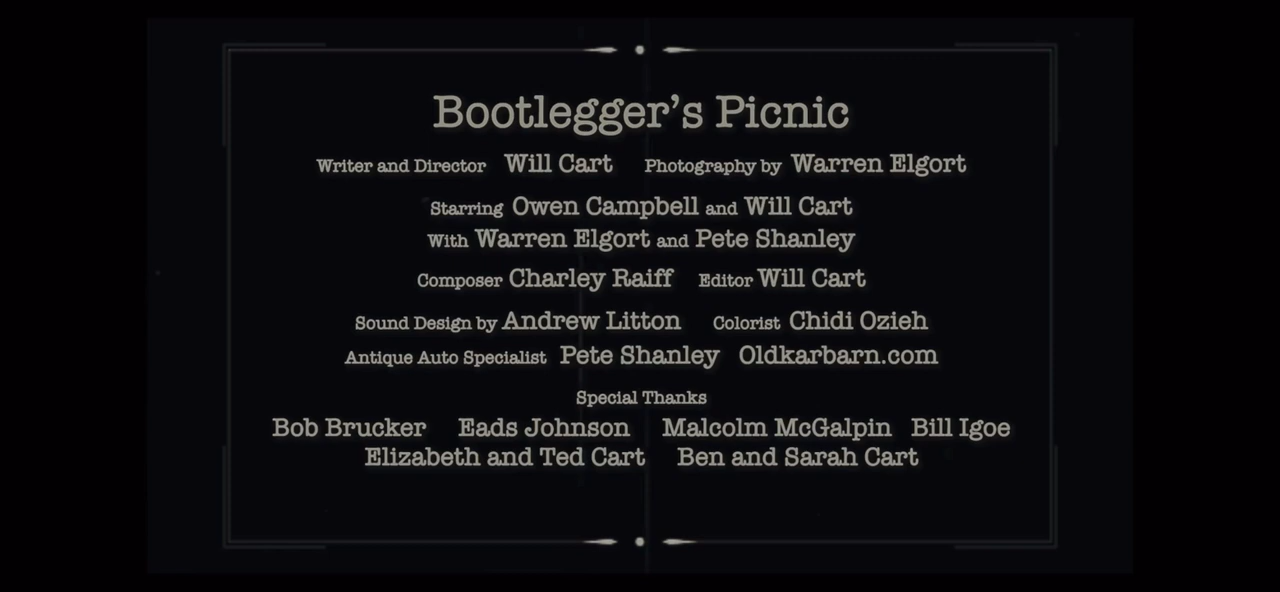 Bootlegger's Picnic
Writer and Director Will Cart Photography by Warren Elgort
Starring Owen Campbell and Will Cart
With Warren Elgort and Pete Shanley
Composer Charley Raiff Editor Will Cart
Sound Design by Andrew Litton Colorist Chidi Ozieh
Antique Auto Specialist Pete Shanley Oldkarbarn.com
Special Thanks
Bob Brucker Eads Johnson Malcolm McGalpin Bill Igoe
Elizabeth and Ted Cart Ben and Sarah Cart